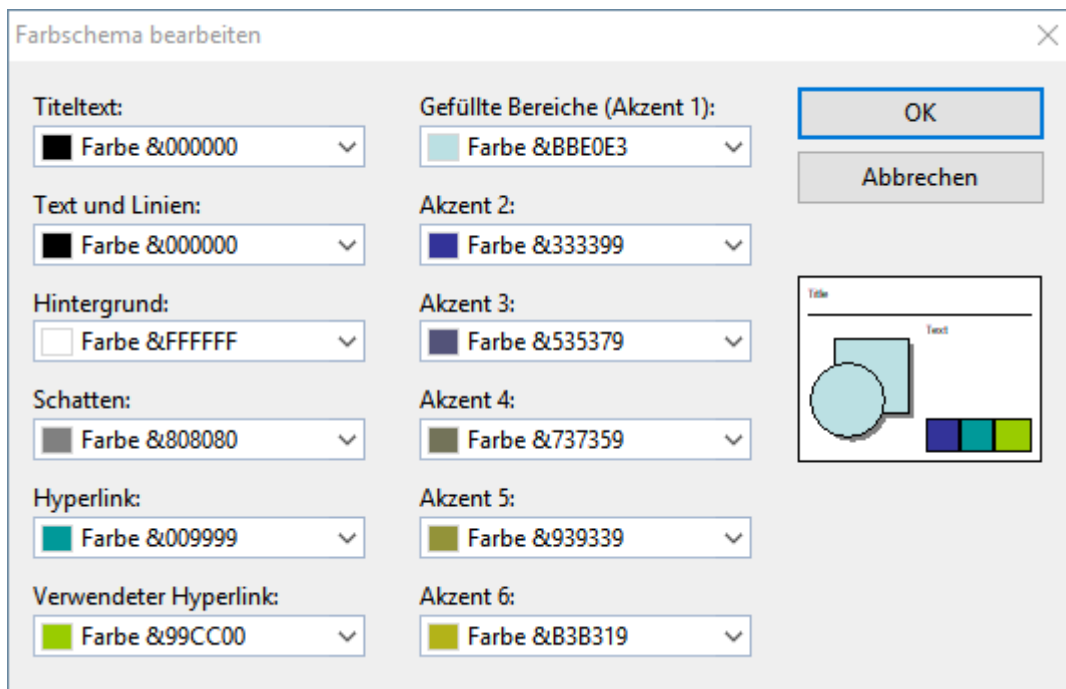 Farbschema bearbeiten
Titeltext:
Farbe &000000
Text und Linien:
Farbe &000000
Hintergrund:
Farbe &FFFFFF
Schatten:
Farbe &808080
Hyperlink:
Farbe &009999
Verwendeter Hyperlink:
Farbe &99CC00
Gefüllte Bereiche (Akzent 1):
Farbe &BBE0E3
Akzent 2:
Farbe &333399
Akzent 3:
Farbe &535379
Akzent 4:
Farbe &737359
Akzent 5:
Farbe &939339
Akzent 6:
Farbe &B3B319
OK
Abbrechen
Title
Text